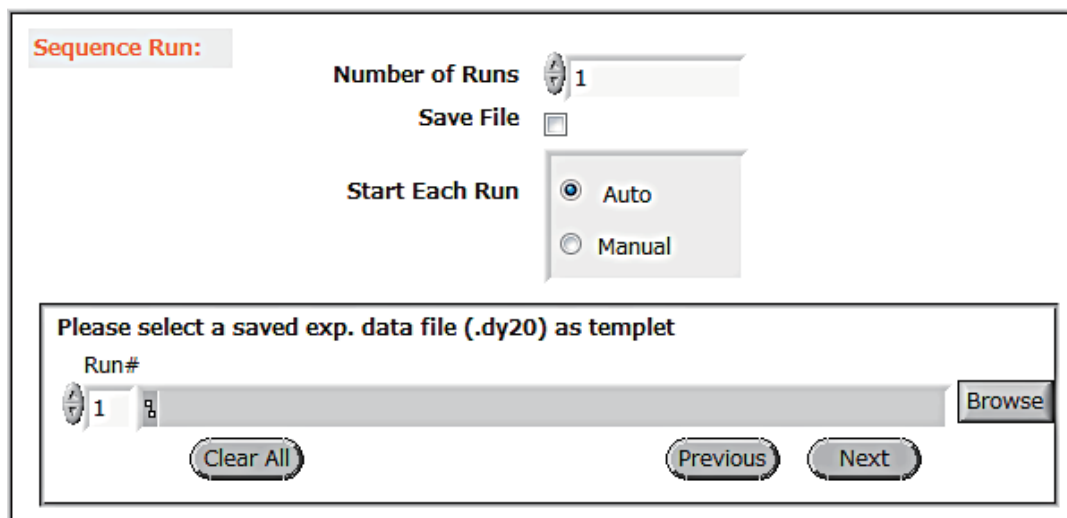 Sequence Run:
Number of Runs 1
Save File
Start Each Run Auto
Manual
Please select a saved exp. data file (.dy20) as templet
Run#
1 Browse
Clear All Previous Next